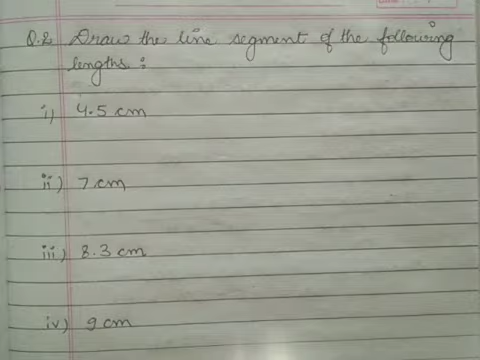 Q.2 Draw the line segment of the following
lengths :
i) 4.5 cm
ii) 7 cm
iii) 8.3 cm
iv) 9 cm